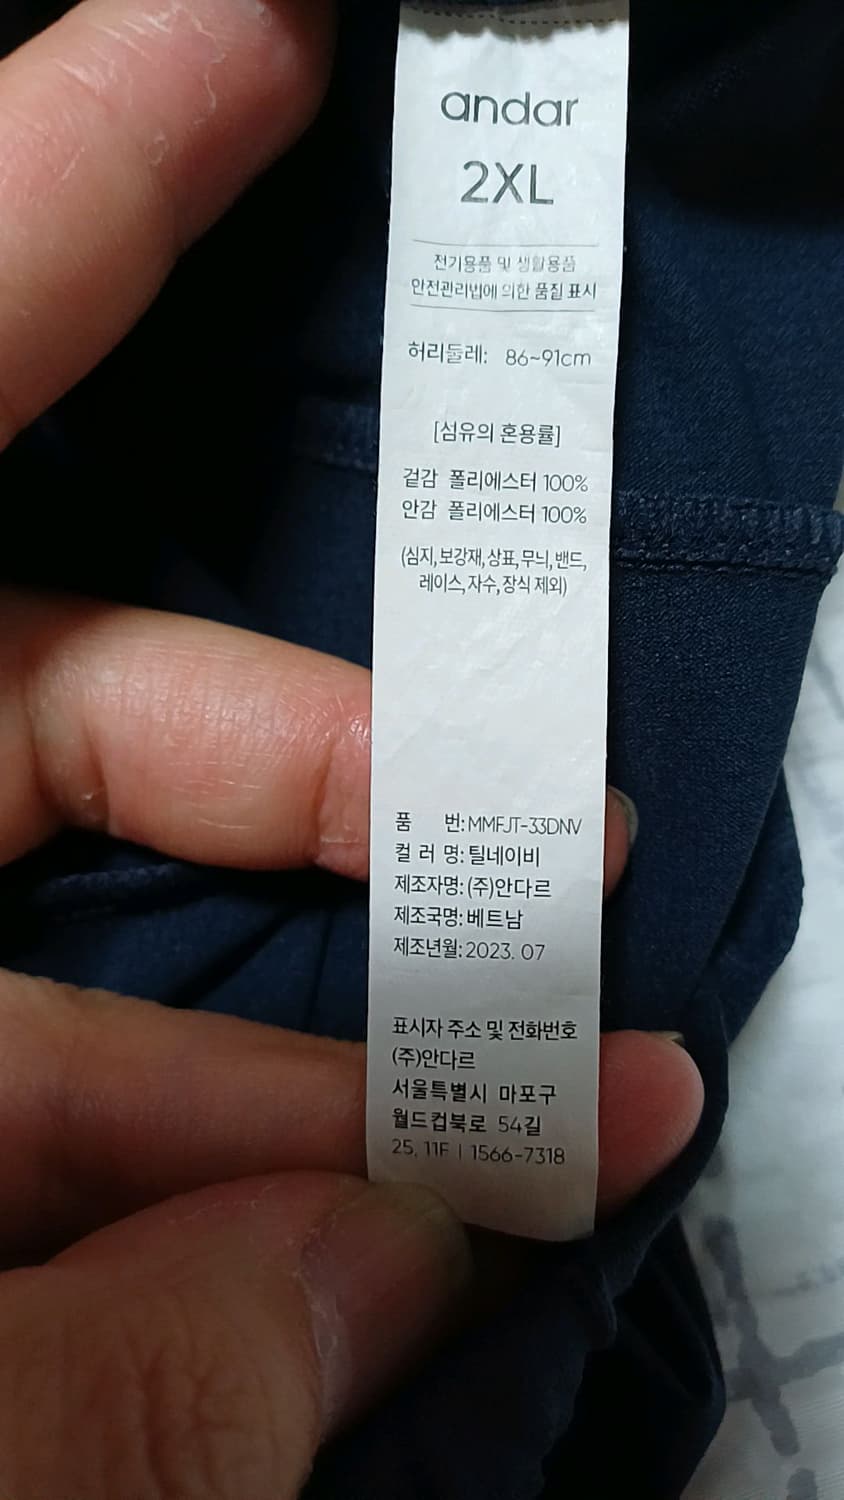 andar
2XL
전기용품 및 생활용품
안전관리법에 의한 품질 표시
허리둘레: 86~91cm
[섬유의 혼용률]
겉감 폴리에스터 100%
안감 폴리에스터 100%
(심지,보강재,상표,무늬,밴드,
레이스,자수,장식 제외)
품 번:MMFJT-33DNV
컬 러 명:틸네이비
제조자명:(주)안다르
제조국명:베트남
제조년월:2023. 07
표시자 주소 및 전화번호
(주)안다르
서울특별시 마포구
월드컵북로 54길
25, 11F | 1566-7318